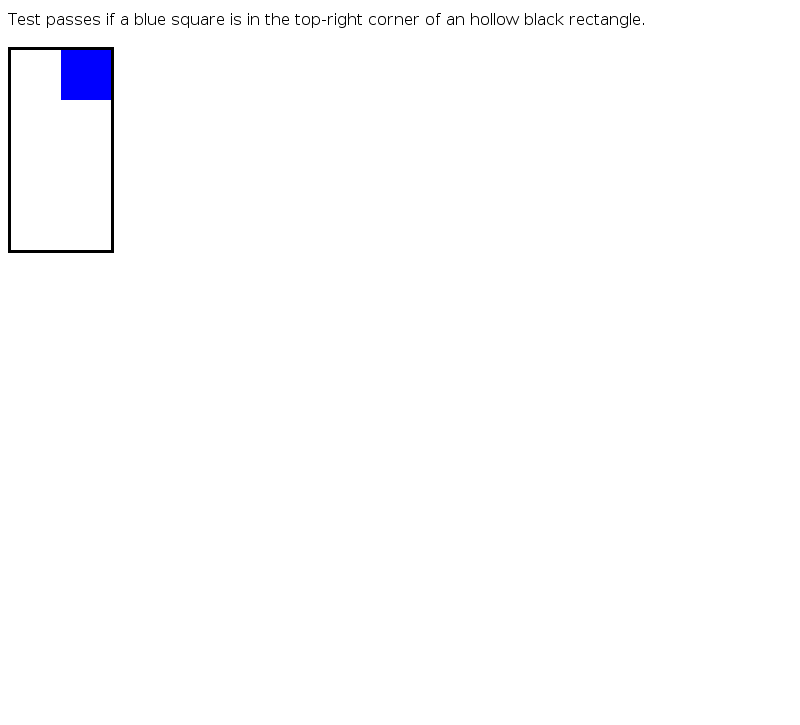 Test passes if a blue square is in the top-right corner of an hollow black rectangle.